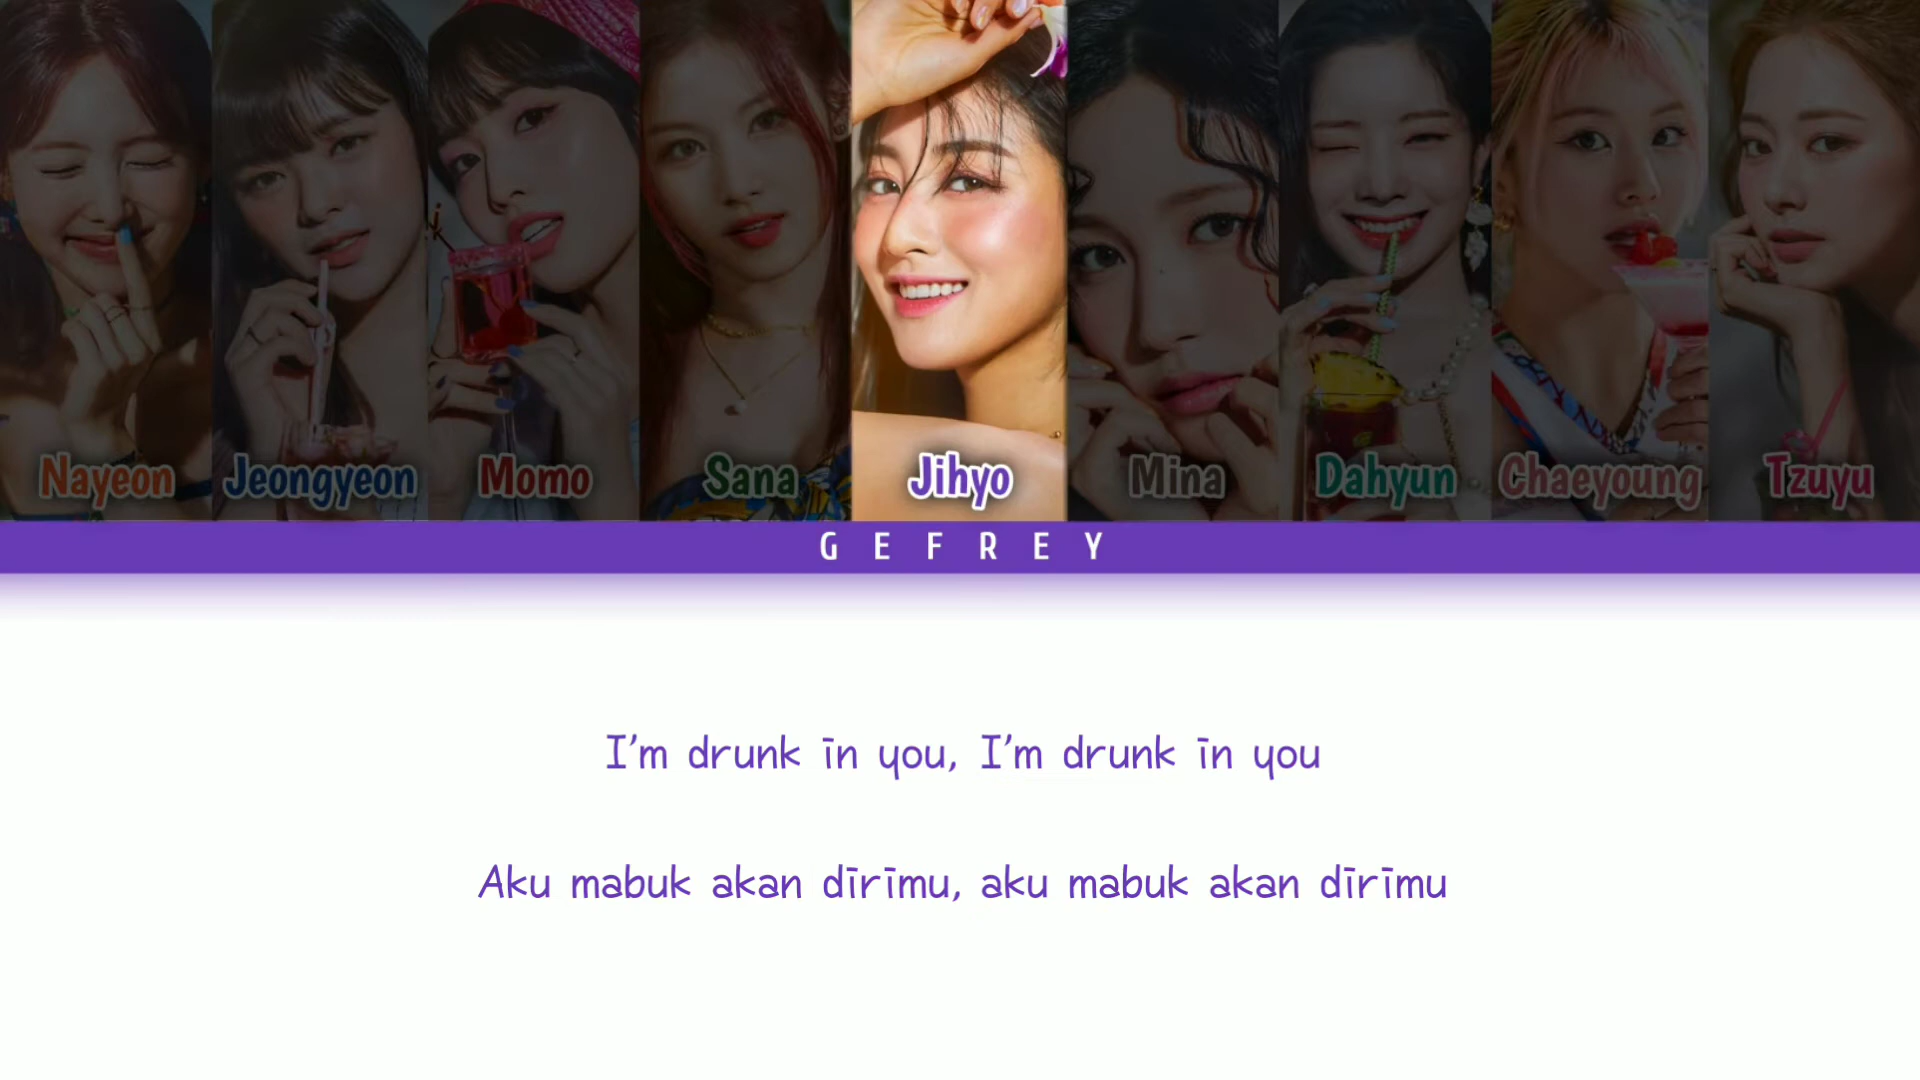 Nayeon Jeongyeon Momo Sana Jihyo Mina Dahyun Chaeyoung Tzuyu
GEFREY
I'm drunk in you, I'm drunk in you
Aku mabuk akan dirimu, aku mabuk akan dirimu